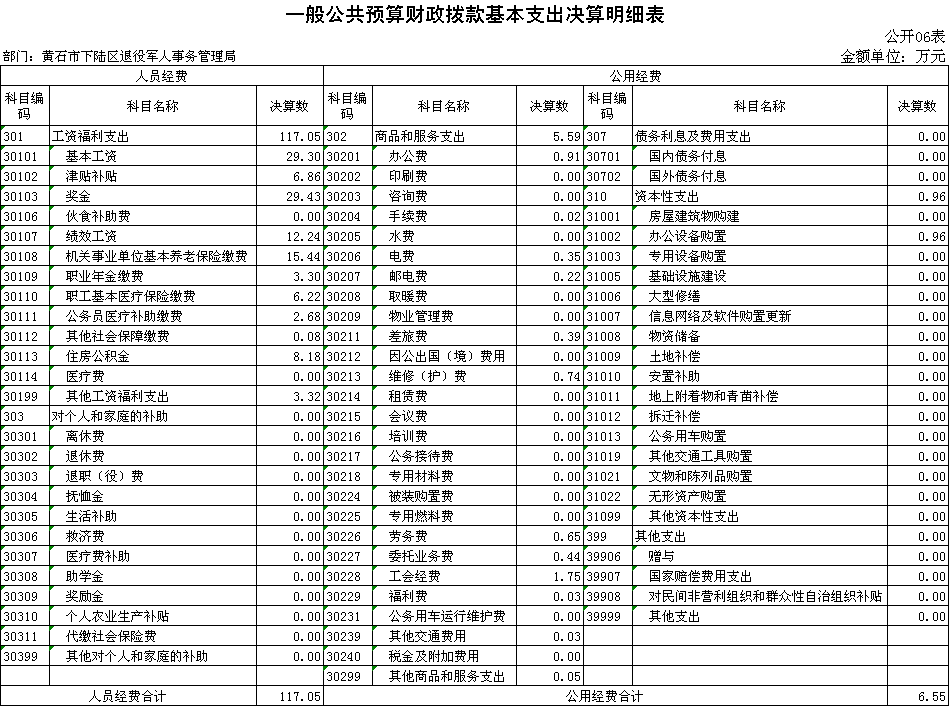 一般公共预算财政拨款基本支出决算明细表
公开06表
部门：黄石市下陆区退役军人事务管理局 金额单位：万元
人员经费 公用经费
科目编码 科目名称 决算数 科目编码 科目名称 决算数 科目编码 科目名称 决算数
301 工资福利支出 117.05 302 商品和服务支出 5.59 307 债务利息及费用支出 0.00
30101 基本工资 29.30 30201 办公费 0.91 30701 国内债务付息 0.00
30102 津贴补贴 6.86 30202 印刷费 0.00 30702 国外债务付息 0.00
30103 奖金 29.43 30203 咨询费 0.00 310 资本性支出 0.96
30106 伙食补助费 0.00 30204 手续费 0.02 31001 房屋建筑物购建 0.00
30107 绩效工资 12.24 30205 水费 0.00 31002 办公设备购置 0.96
30108 机关事业单位基本养老保险缴费 15.44 30206 电费 0.35 31003 专用设备购置 0.00
30109 职业年金缴费 3.30 30207 邮电费 0.22 31005 基础设施建设 0.00
30110 职工基本医疗保险缴费 6.22 30208 取暖费 0.00 31006 大型修缮 0.00
30111 公务员医疗补助缴费 2.68 30209 物业管理费 0.00 31007 信息网络及软件购置更新 0.00
30112 其他社会保障缴费 0.08 30211 差旅费 0.39 31008 物资储备 0.00
30113 住房公积金 8.18 30212 因公出国（境）费用 0.00 31009 土地补偿 0.00
30114 医疗费 0.00 30213 维修（护）费 0.74 31010 安置补助 0.00
30199 其他工资福利支出 3.32 30214 租赁费 0.00 31011 地上附着物和青苗补偿 0.00
303 对个人和家庭的补助 0.00 30215 会议费 0.00 31012 拆迁补偿 0.00
30301 离休费 0.00 30216 培训费 0.00 31013 公务用车购置 0.00
30302 退休费 0.00 30217 公务接待费 0.00 31019 其他交通工具购置 0.00
30303 退职（役）费 0.00 30218 专用材料费 0.00 31021 文物和陈列品购置 0.00
30304 抚恤金 0.00 30224 被装购置费 0.00 31022 无形资产购置 0.00
30305 生活补助 0.00 30225 专用燃料费 0.00 31099 其他资本性支出 0.00
30306 救济费 0.00 30226 劳务费 0.65 399 其他支出 0.00
30307 医疗费补助 0.00 30227 委托业务费 0.44 39906 赠与 0.00
30308 助学金 0.00 30228 工会经费 1.75 39907 国家赔偿费用支出 0.00
30309 奖励金 0.00 30229 福利费 0.03 39908 对民间非营利组织和群众性自治组织补贴 0.00
30310 个人农业生产补贴 0.00 30231 公务用车运行维护费 0.00 39999 其他支出 0.00
30311 代缴社会保险费 0.00 30239 其他交通费用 0.03
30399 其他对个人和家庭的补助 0.00 30240 税金及附加费用 0.00
30299 其他商品和服务支出 0.05
人员经费合计 117.05 公用经费合计 6.55